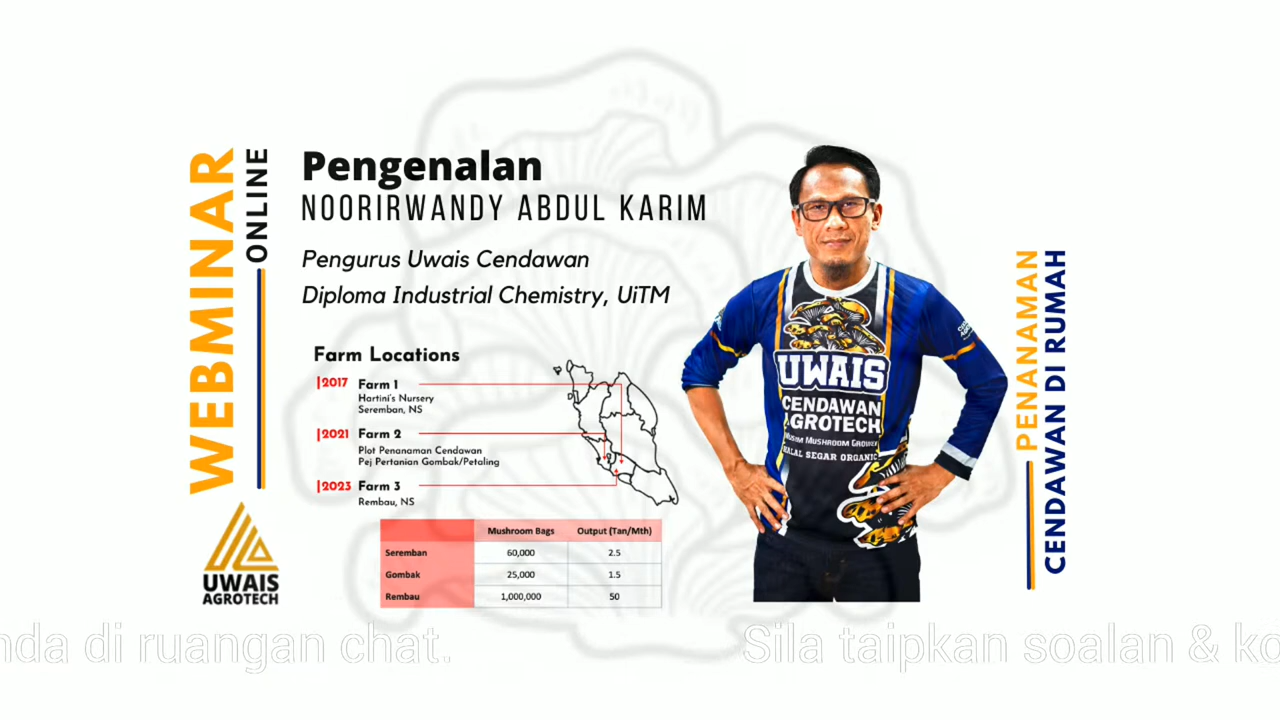 WEBMINAR
ONLINE
Pengenalan
NOORIRWANDY ABDUL KARIM
Pengurus Uwais Cendawan
Diploma Industrial Chemistry, UiTM
Farm Locations
|2017 Farm 1
Hartini's Nursery
Seremban, NS
|2021 Farm 2
Plot Penanaman Cendawan
Pej Pertanian Gombak/Petaling
|2023 Farm 3
Rembau, NS
Mushroom Bags Output (Tan/Mth)
Seremban 60,000 2.5
Gombak 25,000 1.5
Rembau 1,000,000 50
UWAIS
AGROTECH
UWAIS
CENDAWAN
AGROTECH
MUSLIM MUSHROOM GROWER
HALAL SEGAR ORGANIC
PENANAMAN
CENDAWAN DI RUMAH
nda di ruangan chat.
Sila taipkan soalan & ko